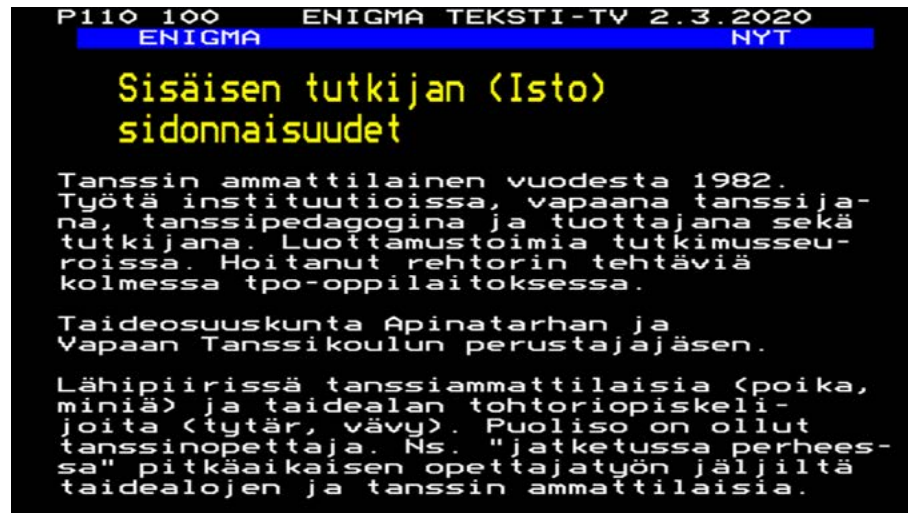 P110 100 ENIGMA TEKSTI-TV 2.3.2020
ENIGMA NYT
Sisäisen tutkijan (Isto)
sidonnaisuudet
Tanssin ammattilainen vuodesta 1982.
Työtä instituutioissa, vapaana tanssija-
na, tanssipedagogina ja tuottajana sekä
tutkijana. Luottamustoimia tutkimusseu-
roissa. Hoitanut rehtorin tehtäviä
kolmessa tpo-oppilaitoksessa.
Taideosuuskunta Apinatarhan ja
Vapaan Tanssikoulun perustajajäsen.
Lähipiirissä tanssiammattilaisia (poika,
miniä) ja taidealan tohtoriopiskeli-
joita (tytär, vävy). Puoliso on ollut
tanssinopettaja. Ns. "jatketussa perhees-
sa" pitkäaikaisen opettajatyön jäljiltä
taidealojen ja tanssin ammattilaisia.